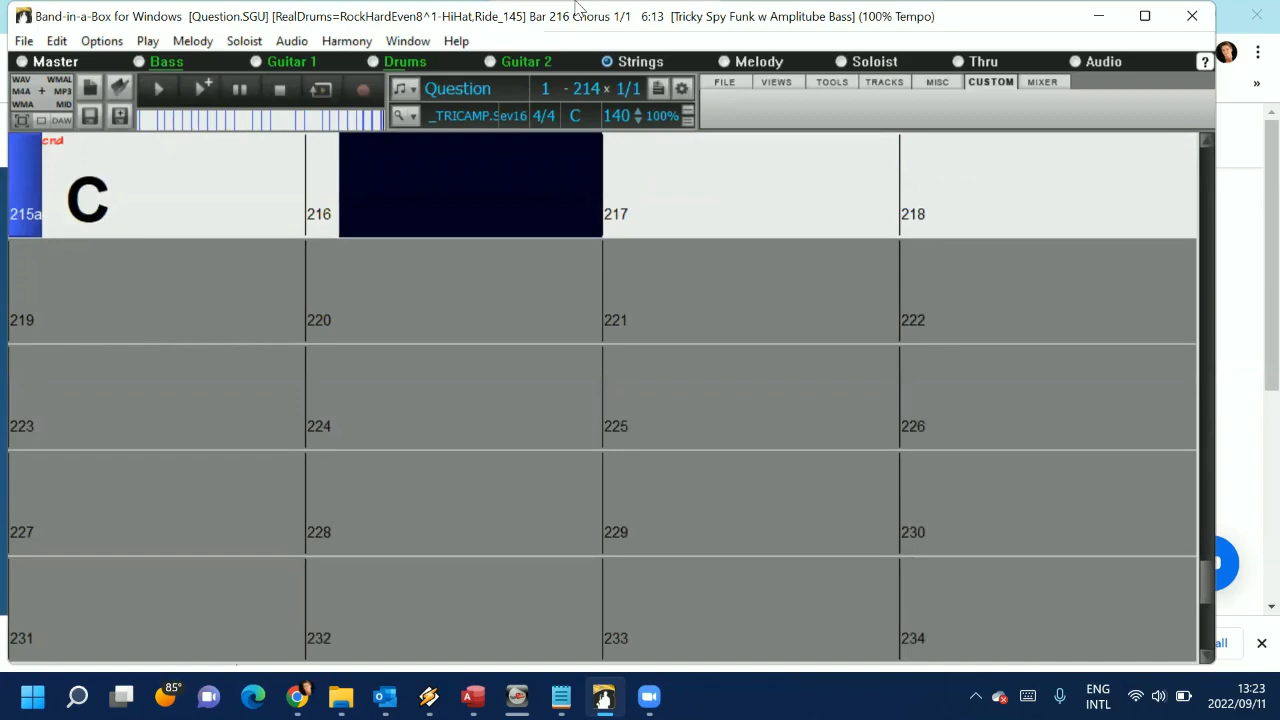 Band-in-a-Box for Windows [Question.SGU] [RealDrums=RockHardEven8^1-HiHat,Ride_145] Bar 216 Chorus 1/1 6:13 [Tricky Spy Funk w Amplitube Bass] (100% Tempo)
File Edit Options Play Melody Soloist Audio Harmony Window Help
Master Bass Guitar 1 Drums Guitar 2 Strings Melody Soloist Thru Audio ?
WAV WMAL
M4A + MP3
WMA MID
DAW
Question 1 - 214 x 1/1
_TRICAMP.S ev16 4/4 C 140 100%
FILE VIEWS TOOLS TRACKS MISC CUSTOM MIXER
»
end
215a C 216 217 218
219 220 221 222
223 224 225 226
227 228 229 230
231 232 233 234
all
85°
ENG
INTL
13:23
2022/09/11